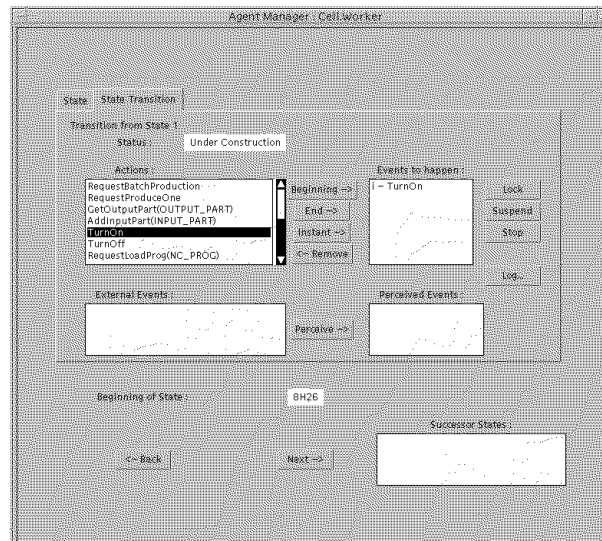 Agent Manager : Cell.worker
State State Transition
Transition from State 1
Status : Under Construction
Actions : Events to happen :
RequestBatchProduction
RequestProduceOne
GetOutputPart(OUTPUT_PART)
AddInputPart(INPUT_PART)
TurnOn
TurnOff
RequestLoadProg(NC_PROG)
Beginning ->
End ->
Instant ->
<- Remove
i - TurnOn
Lock
Suspend
Stop
Log...
External Events : Perceived Events :
Perceive ->
Beginning of State : 8H26
Successor States :
<- Back Next ->